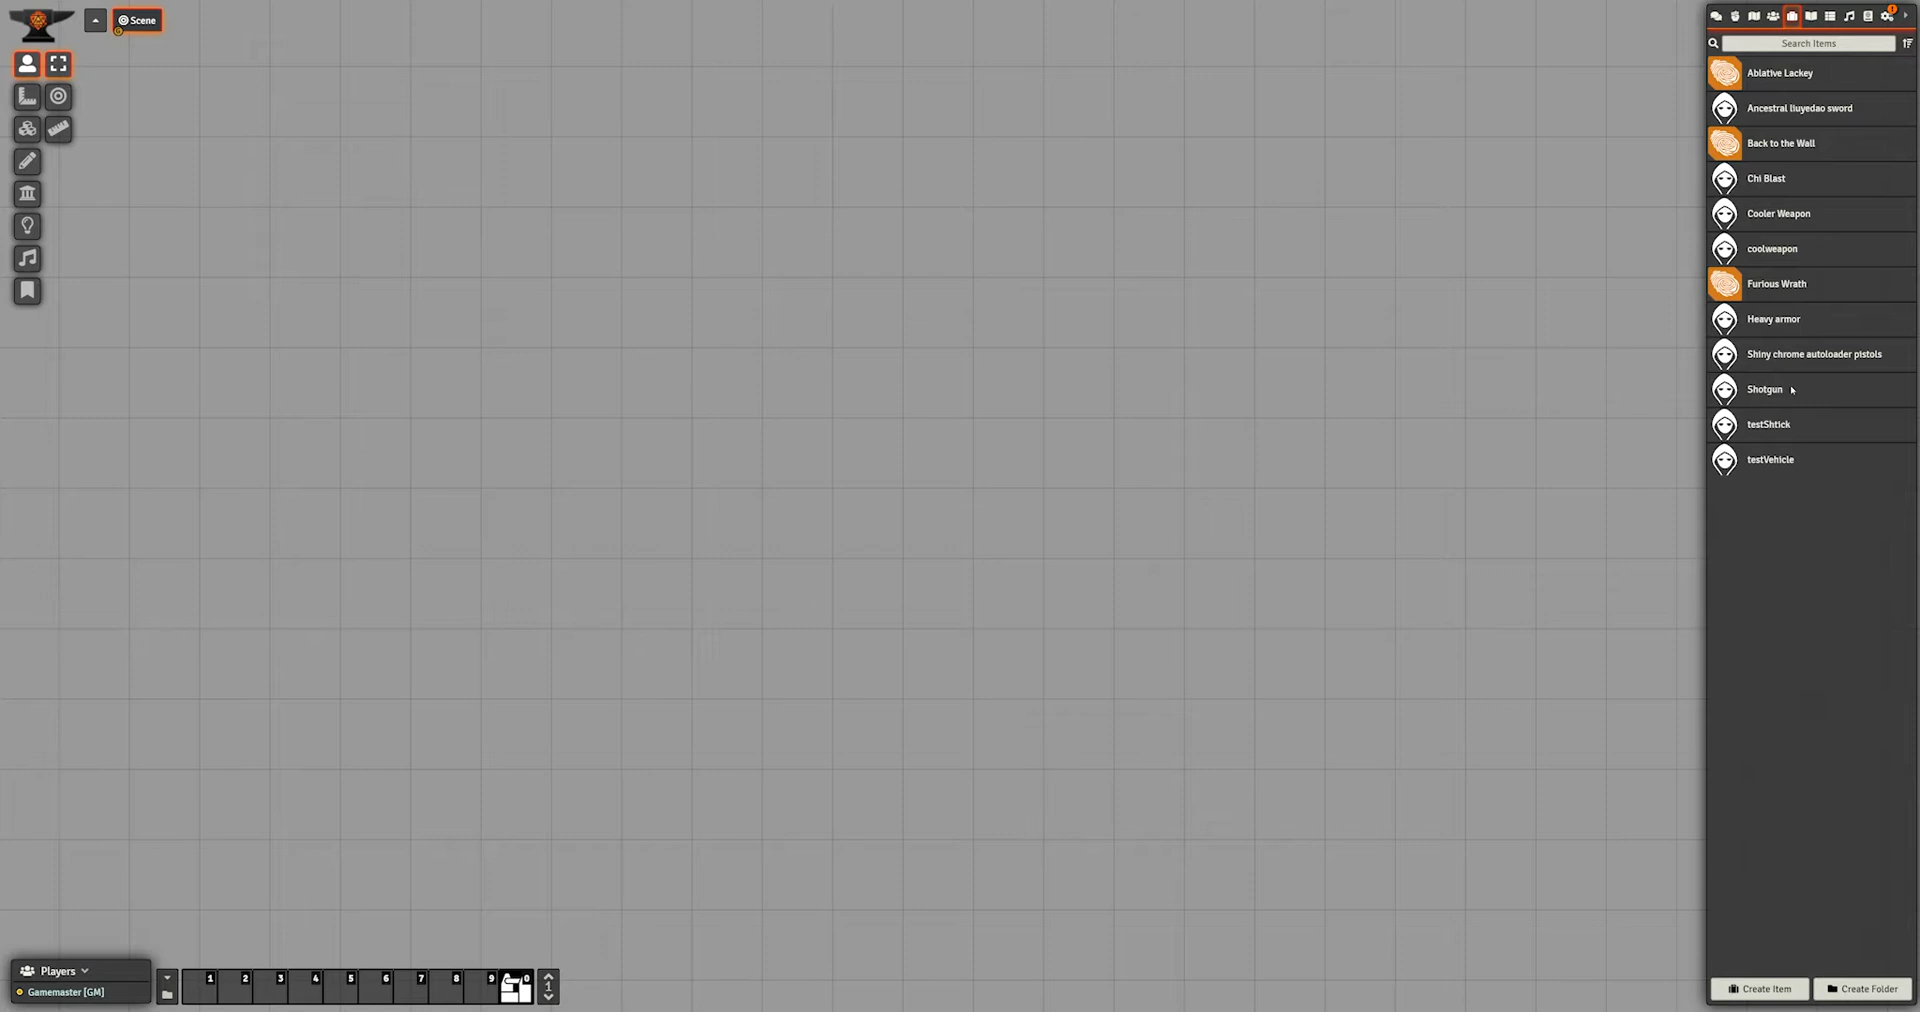 Scene
G
!
Search Items
Ablative Lackey
Ancestral liuyedao sword
Back to the Wall
Chi Blast
Cooler Weapon
coolweapon
Furious Wrath
Heavy armor
Shiny chrome autoloader pistols
Shotgun
testShtick
testVehicle
Players
Gamemaster [GM]
1 2 3 4 5 6 7 8 9 0
1
Create Item
Create Folder